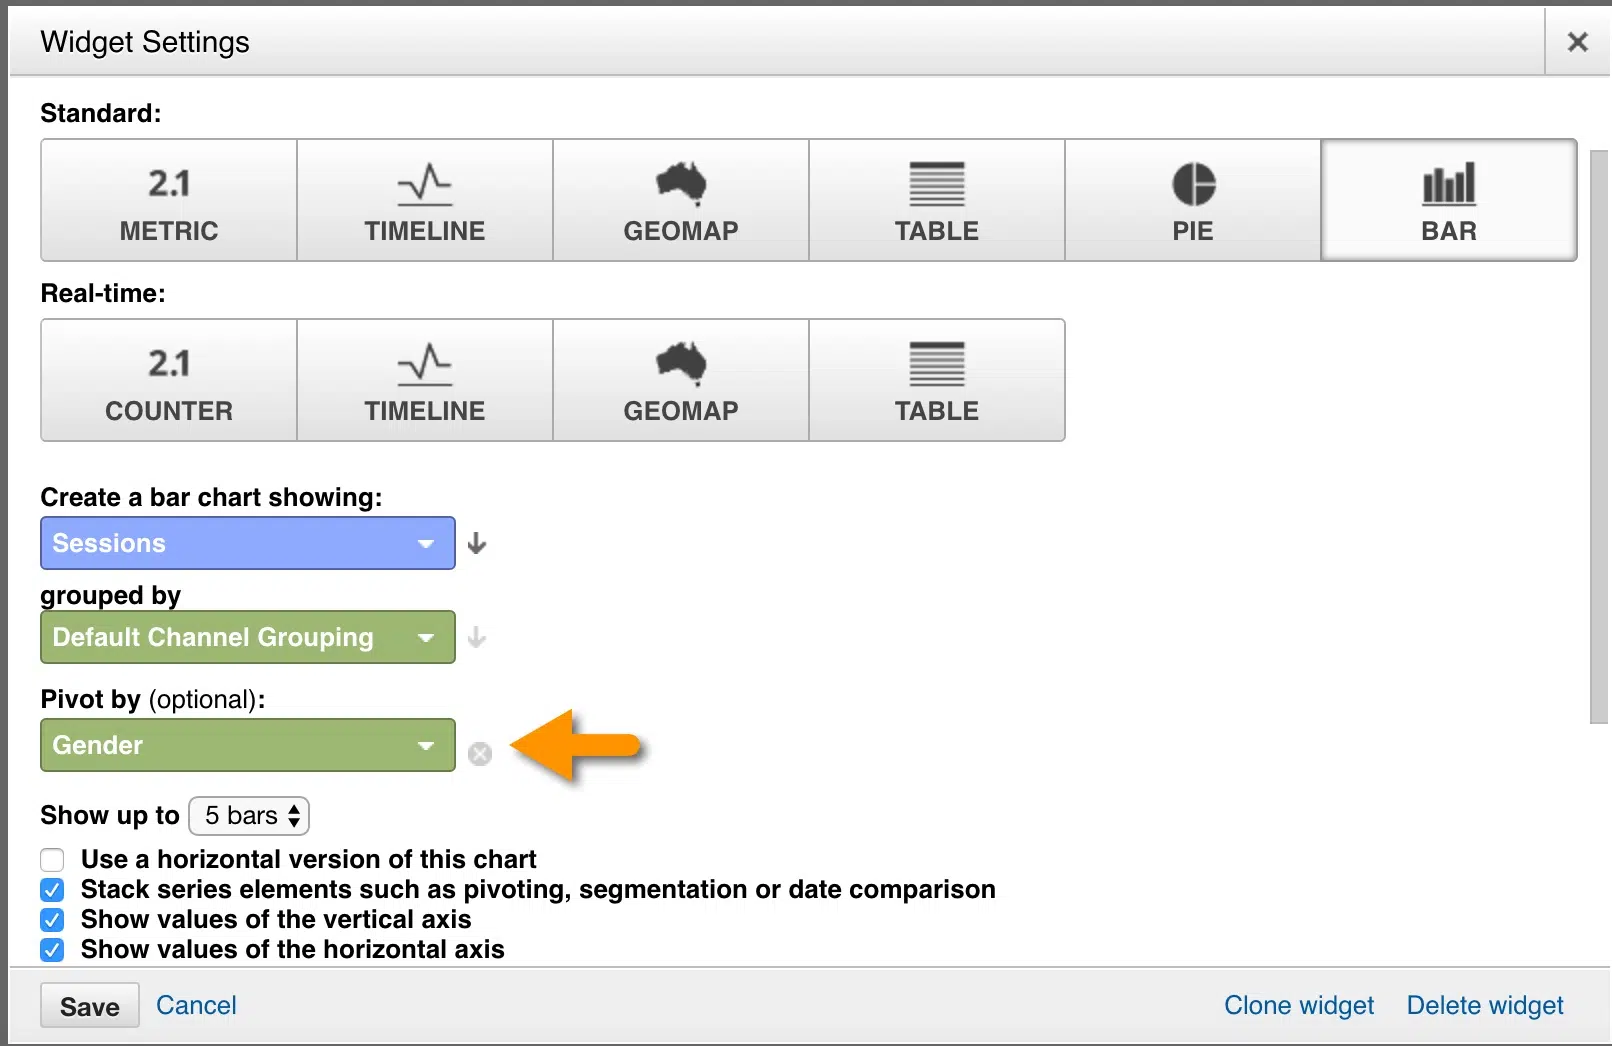 Widget Settings
Standard:
2.1
METRIC
TIMELINE
GEOMAP
TABLE
PIE
BAR
Real-time:
2.1
COUNTER
TIMELINE
GEOMAP
TABLE
Create a bar chart showing:
Sessions
grouped by
Default Channel Grouping
Pivot by (optional):
Gender
Show up to 5 bars
Use a horizontal version of this chart
Stack series elements such as pivoting, segmentation or date comparison
Show values of the vertical axis
Show values of the horizontal axis
Save Cancel Clone widget Delete widget